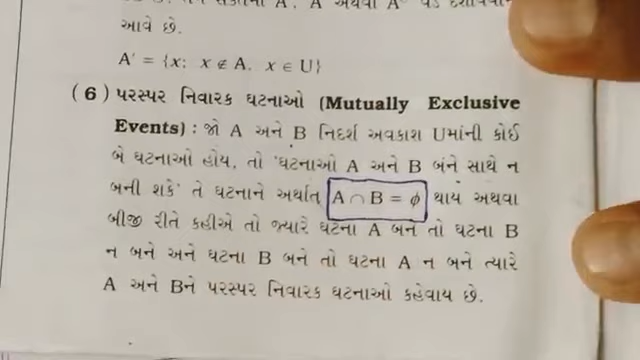 આવે છે.
A′ = {x; x ∉ A, x ∈ U}
(6) પરસ્પર નિવારક ઘટનાઓ (Mutually Exclusive
Events) : જો A અને B નિદર્શ અવકાશ Uમાંની કોઈ
બે ઘટનાઓ હોય, તો 'ઘટનાઓ A અને B બંને સાથે ન
બની શકે' તે ઘટનાને અર્થાત A ∩ B = ϕ થાય અથવા
બીજી રીતે કહીએ તો જ્યારે ઘટના A બને તો ઘટના B
ન બને અને ઘટના B બને તો ઘટના A ન બને ત્યારે
A અને Bને પરસ્પર નિવારક ઘટનાઓ કહેવાય છે.